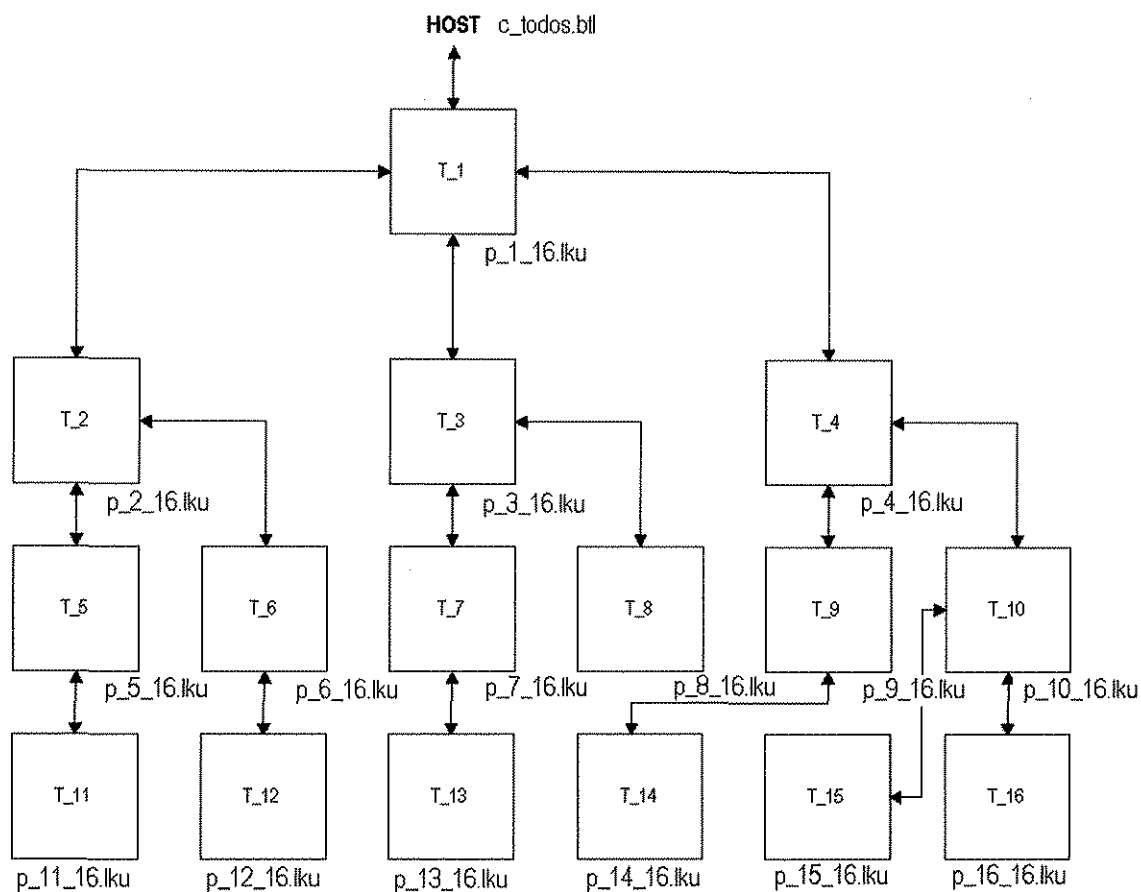 HOST c_todos.btl
T_1
p_1_16.lku
T_2
T_3
T_4
p_2_16.lku
p_3_16.lku
p_4_16.lku
T_5
T_6
T_7
T_8
T_9
T_10
p_5_16.lku
p_6_16.lku
p_7_16.lku
p_8_16.lku
p_9_16.lku
p_10_16.lku
T_11
T_12
T_13
T_14
T_15
T_16
p_11_16.lku
p_12_16.lku
p_13_16.lku
p_14_16.lku
p_15_16.lku
p_16_16.lku